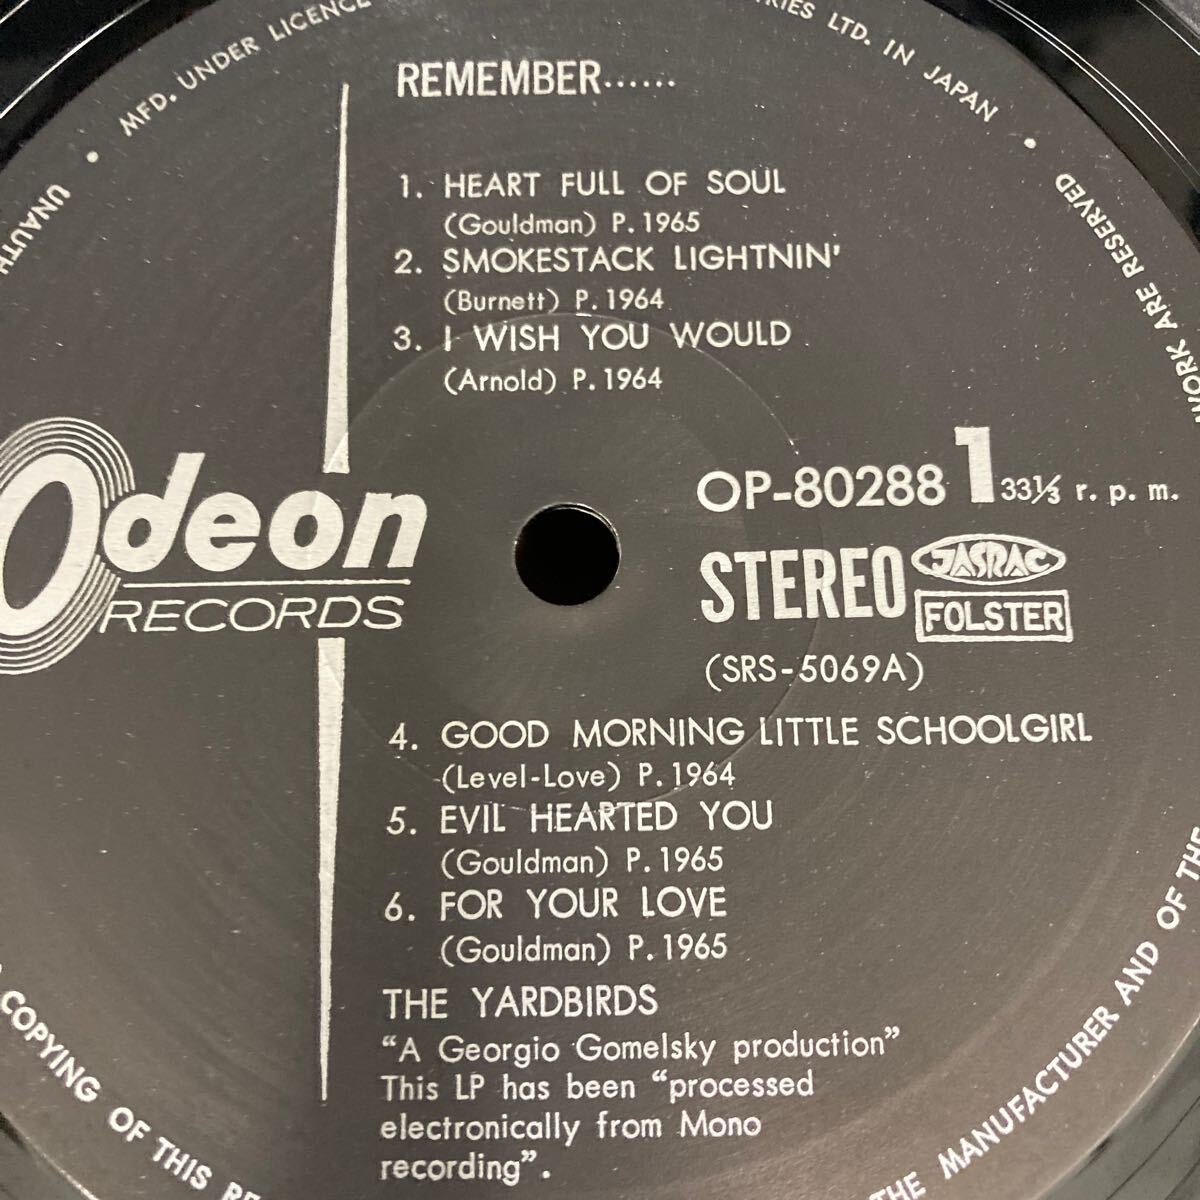 MFD. UNDER LICENCE
LTD. IN JAPAN
REMEMBER......
1. HEART FULL OF SOUL
(Gouldman) P. 1965
2. SMOKESTACK LIGHTNIN'
(Burnett) P. 1964
3. I WISH YOU WOULD
(Arnold) P. 1964
Odeon
RECORDS
OP-80288 1 33⅓ r. p. m.
STEREO JASRAC
FOLSTER
(SRS-5069A)
4. GOOD MORNING LITTLE SCHOOLGIRL
(Level-Love) P. 1964
5. EVIL HEARTED YOU
(Gouldman) P. 1965
6. FOR YOUR LOVE
(Gouldman) P. 1965
THE YARDBIRDS
“A Georgio Gomelsky production”
This LP has been “processed
electronically from Mono
recording”.
COPYING OF THIS
THE MANUFACTURER AND OF THE
WORK ARE RESERVED